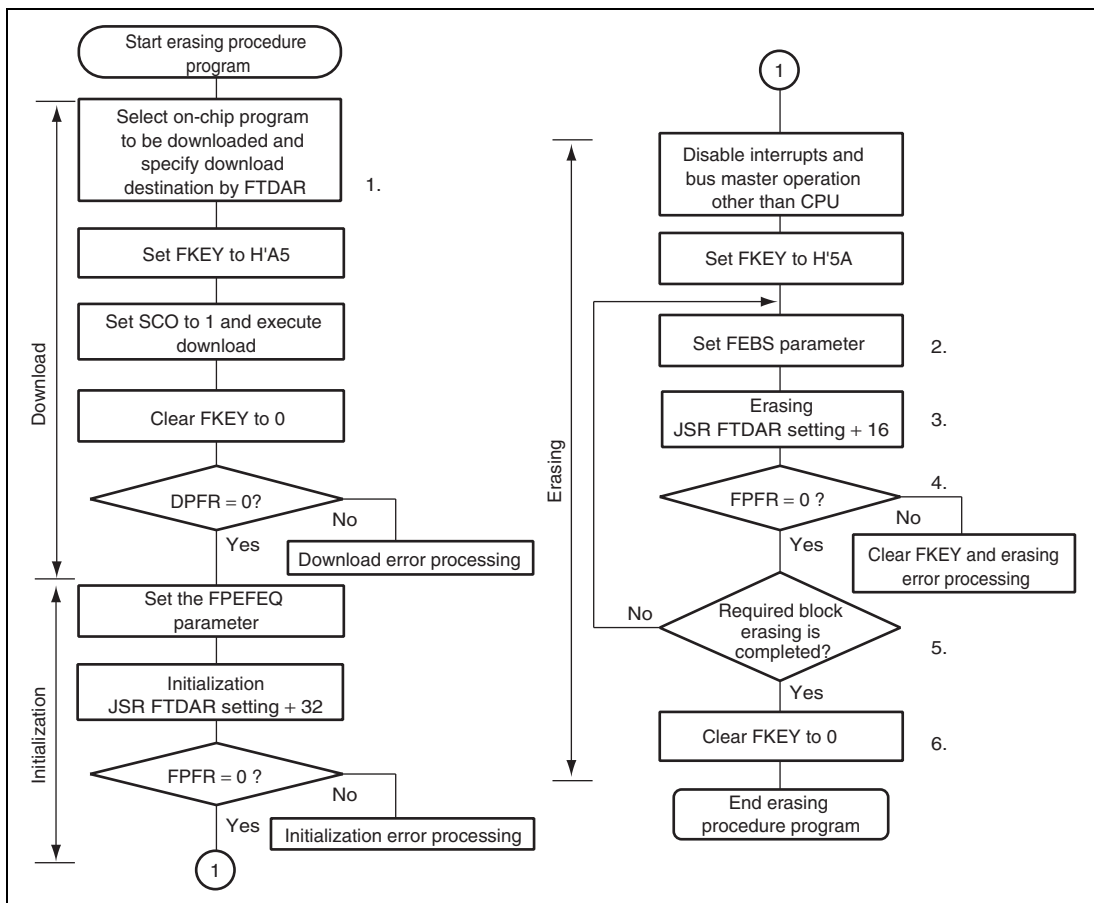 Start erasing procedure
program
Select on-chip program
to be downloaded and
specify download
destination by FTDAR
1.
Set FKEY to H'A5
Set SCO to 1 and execute
download
Clear FKEY to 0
DPFR = 0?
No
Yes
Download error processing
Download
Set the FPEFEQ
parameter
Initialization
JSR FTDAR setting + 32
FPFR = 0 ?
No
Yes
Initialization error processing
Initialization
1
1
Disable interrupts and
bus master operation
other than CPU
Set FKEY to H'5A
Set FEBS parameter
2.
Erasing
JSR FTDAR setting + 16
3.
4.
FPFR = 0 ?
No
Yes
Clear FKEY and erasing
error processing
Required block
erasing is
completed?
No
5.
Yes
Clear FKEY to 0
6.
Erasing
End erasing
procedure program